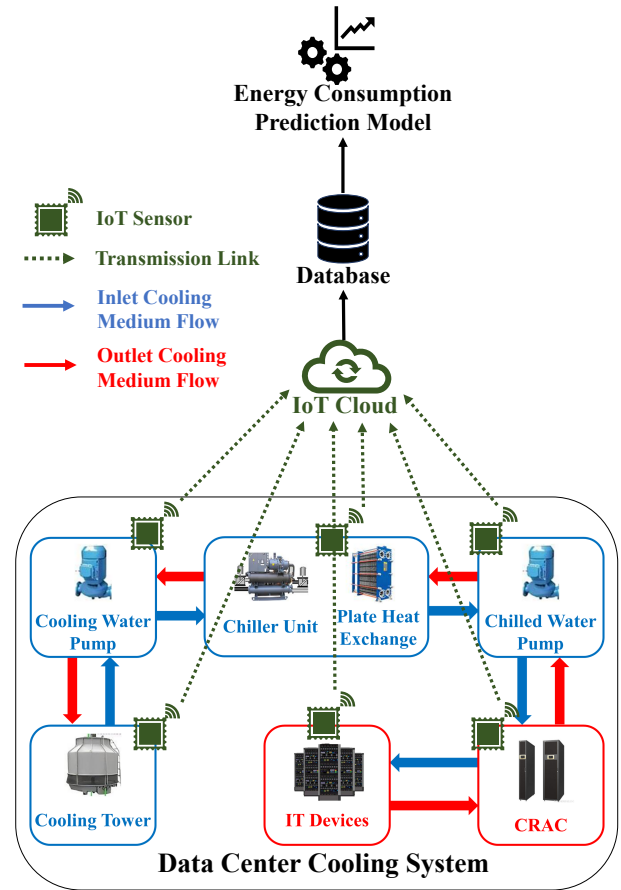 Energy Consumption
Prediction Model
IoT Sensor
Transmission Link
Database
Inlet Cooling
Medium Flow
Outlet Cooling
Medium Flow
IoT Cloud
Cooling Water
Pump
Chiller Unit
Plate Heat
Exchange
Chilled Water
Pump
Cooling Tower
IT Devices
CRAC
Data Center Cooling System